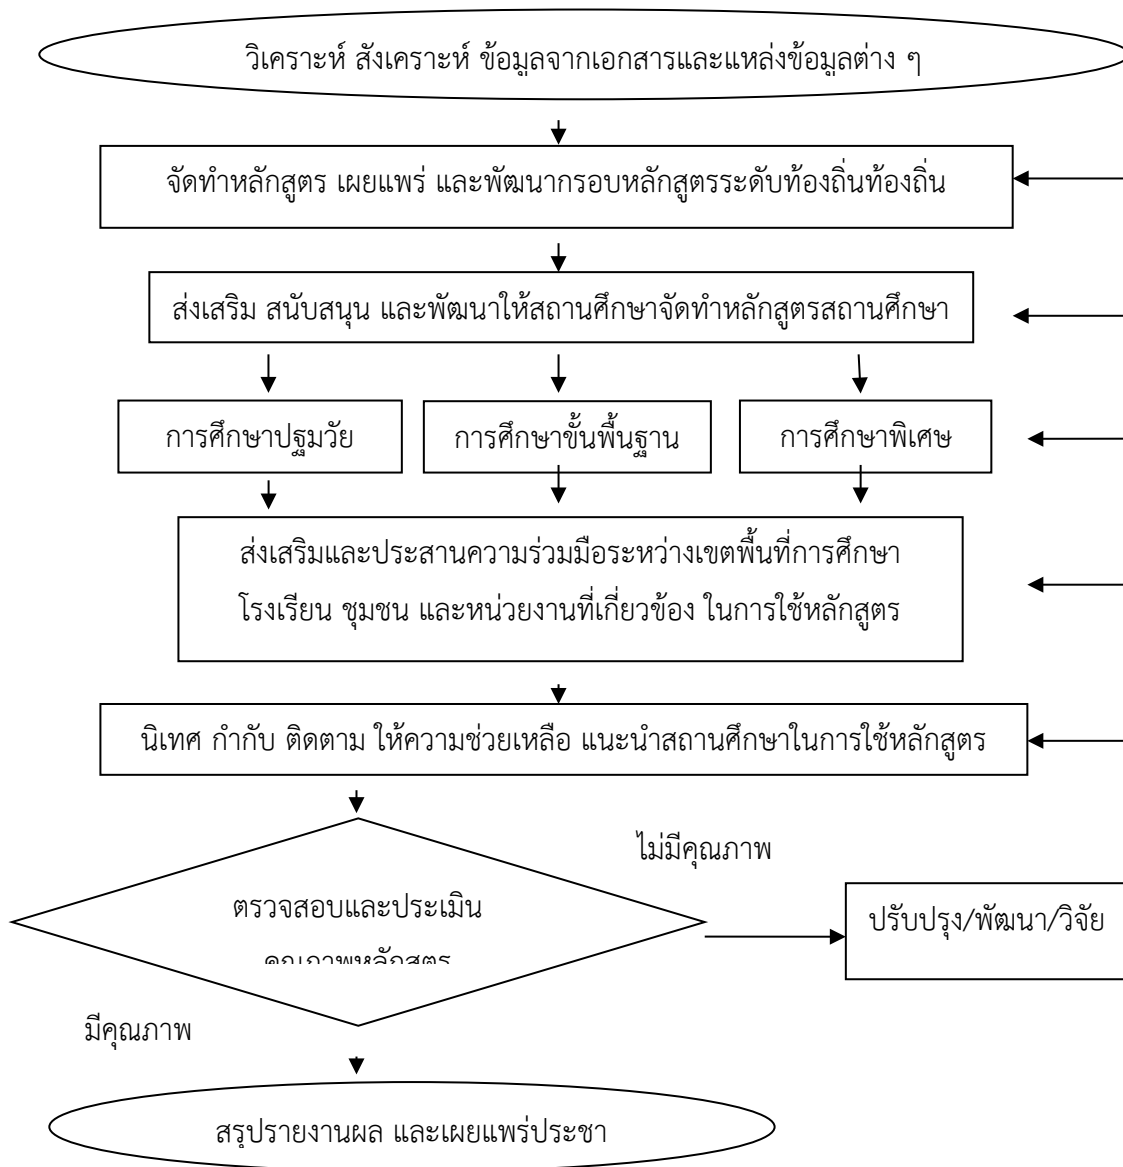 วิเคราะห์ สังเคราะห์ ข้อมูลจากเอกสารและแหล่งข้อมูลต่าง ๆ
จัดทำหลักสูตร เผยแพร่ และพัฒนากรอบหลักสูตรระดับท้องถิ่นท้องถิ่น
ส่งเสริม สนับสนุน และพัฒนาให้สถานศึกษาจัดทำหลักสูตรสถานศึกษา
การศึกษาปฐมวัย
การศึกษาขั้นพื้นฐาน
การศึกษาพิเศษ
ส่งเสริมและประสานความร่วมมือระหว่างเขตพื้นที่การศึกษา
โรงเรียน ชุมชน และหน่วยงานที่เกี่ยวข้อง ในการใช้หลักสูตร
นิเทศ กำกับ ติดตาม ให้ความช่วยเหลือ แนะนำสถานศึกษาในการใช้หลักสูตร
ไม่มีคุณภาพ
ตรวจสอบและประเมิน
คุณภาพหลักสูตร
ปรับปรุง/พัฒนา/วิจัย
มีคุณภาพ
สรุปรายงานผล และเผยแพร่ประชา